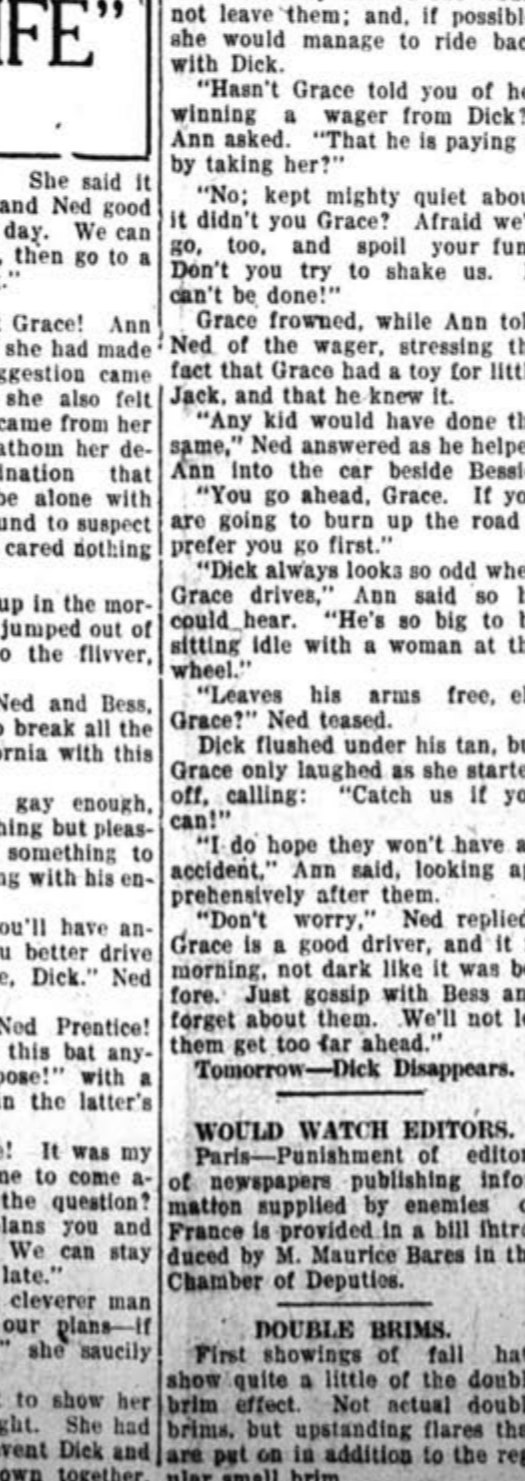 IFE"
She said it
and Ned good
day. We can
, then go to a
."
Grace! Ann
she had made
ggestion came
she also felt
came from her
athom her de-
ination that
be alone with
und to suspect
cared nothing
up in the mor-
jumped out of
o the flivver,
Ned and Bess,
o break all the
ornia with this
gay enough,
hing but pleas-
something to
ng with his en-
ou'll have an-
u better drive
e, Dick." Ned
Ned Prentice!
this bat any-
pose!" with a
n the latter's
e! It was my
ne to come a-
the question?
lans you and
We can stay
late."
cleverer man
our plans—if
" she saucily
to show her
ght. She had
vent Dick and
own together.
not leave them; and, if possibl
she would manage to ride bac
with Dick.
"Hasn't Grace told you of he
winning a wager from Dick?
Ann asked. "That he is paying
by taking her?"
"No; kept mighty quiet abou
it didn't you Grace? Afraid we'
go, too, and spoil your fun
Don't you try to shake us.
can't be done!"
Grace frowned, while Ann tol
Ned of the wager, stressing th
fact that Grace had a toy for littl
Jack, and that he knew it.
"Any kid would have done th
same," Ned answered as he helpe
Ann into the car beside Bessi
"You go ahead, Grace. If yo
are going to burn up the road
prefer you go first."
"Dick always looks so odd whe
Grace drives," Ann said so h
could hear. "He's so big to b
sitting idle with a woman at th
wheel."
"Leaves his arms free, e
Grace?" Ned teased.
Dick flushed under his tan, bu
Grace only laughed as she starte
off, calling: "Catch us if yo
can!"
"I do hope they won't have a
accident," Ann said, looking ap
prehensively after them.
"Don't worry," Ned replied
Grace is a good driver, and it
morning, not dark like it was be
fore. Just gossip with Bess an
forget about them. We'll not le
them get too far ahead."
Tomorrow—Dick Disappears.
WOULD WATCH EDITORS.
Paris—Punishment of editor
of newspapers publishing infor
mation supplied by enemies o
France is provided in a bill intro
duced by M. Maurice Bares in th
Chamber of Deputies.
DOUBLE BRIMS.
First showings of fall hat
show quite a little of the doubl
brim effect. Not actual doubl
brims, but upstanding flares tha
are put on in addition to the reg
ular small brim.